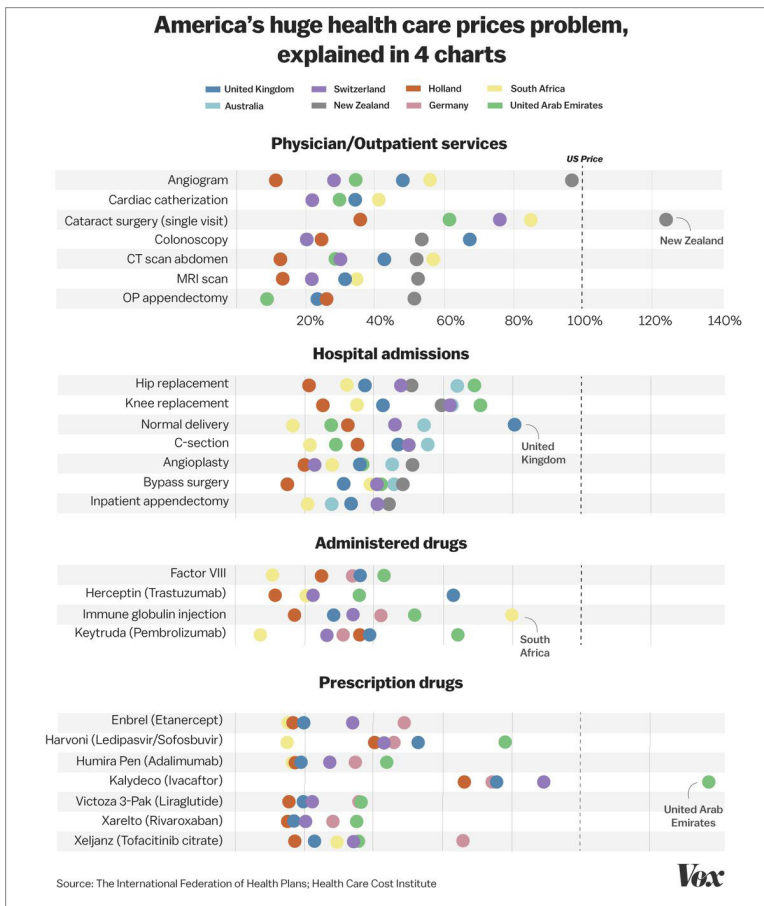 America's huge health care prices problem,
explained in 4 charts
United Kingdom
Switzerland
Holland
South Africa
Australia
New Zealand
Germany
United Arab Emirates
Physician/Outpatient services
US Price
Angiogram
Cardiac catherization
Cataract surgery (single visit)
New Zealand
Colonoscopy
CT scan abdomen
MRI scan
OP appendectomy
20% 40% 60% 80% 100% 120% 140%
Hospital admissions
Hip replacement
Knee replacement
Normal delivery
C-section
United
Kingdom
Angioplasty
Bypass surgery
Inpatient appendectomy
Administered drugs
Factor VIII
Herceptin (Trastuzumab)
Immune globulin injection
Keytruda (Pembrolizumab)
South
Africa
Prescription drugs
Enbrel (Etanercept)
Harvoni (Ledipasvir/Sofosbuvir)
Humira Pen (Adalimumab)
Kalydeco (Ivacaftor)
Victoza 3-Pak (Liraglutide)
United Arab
Emirates
Xarelto (Rivaroxaban)
Xeljanz (Tofacitinib citrate)
Source: The International Federation of Health Plans; Health Care Cost Institute
Vox